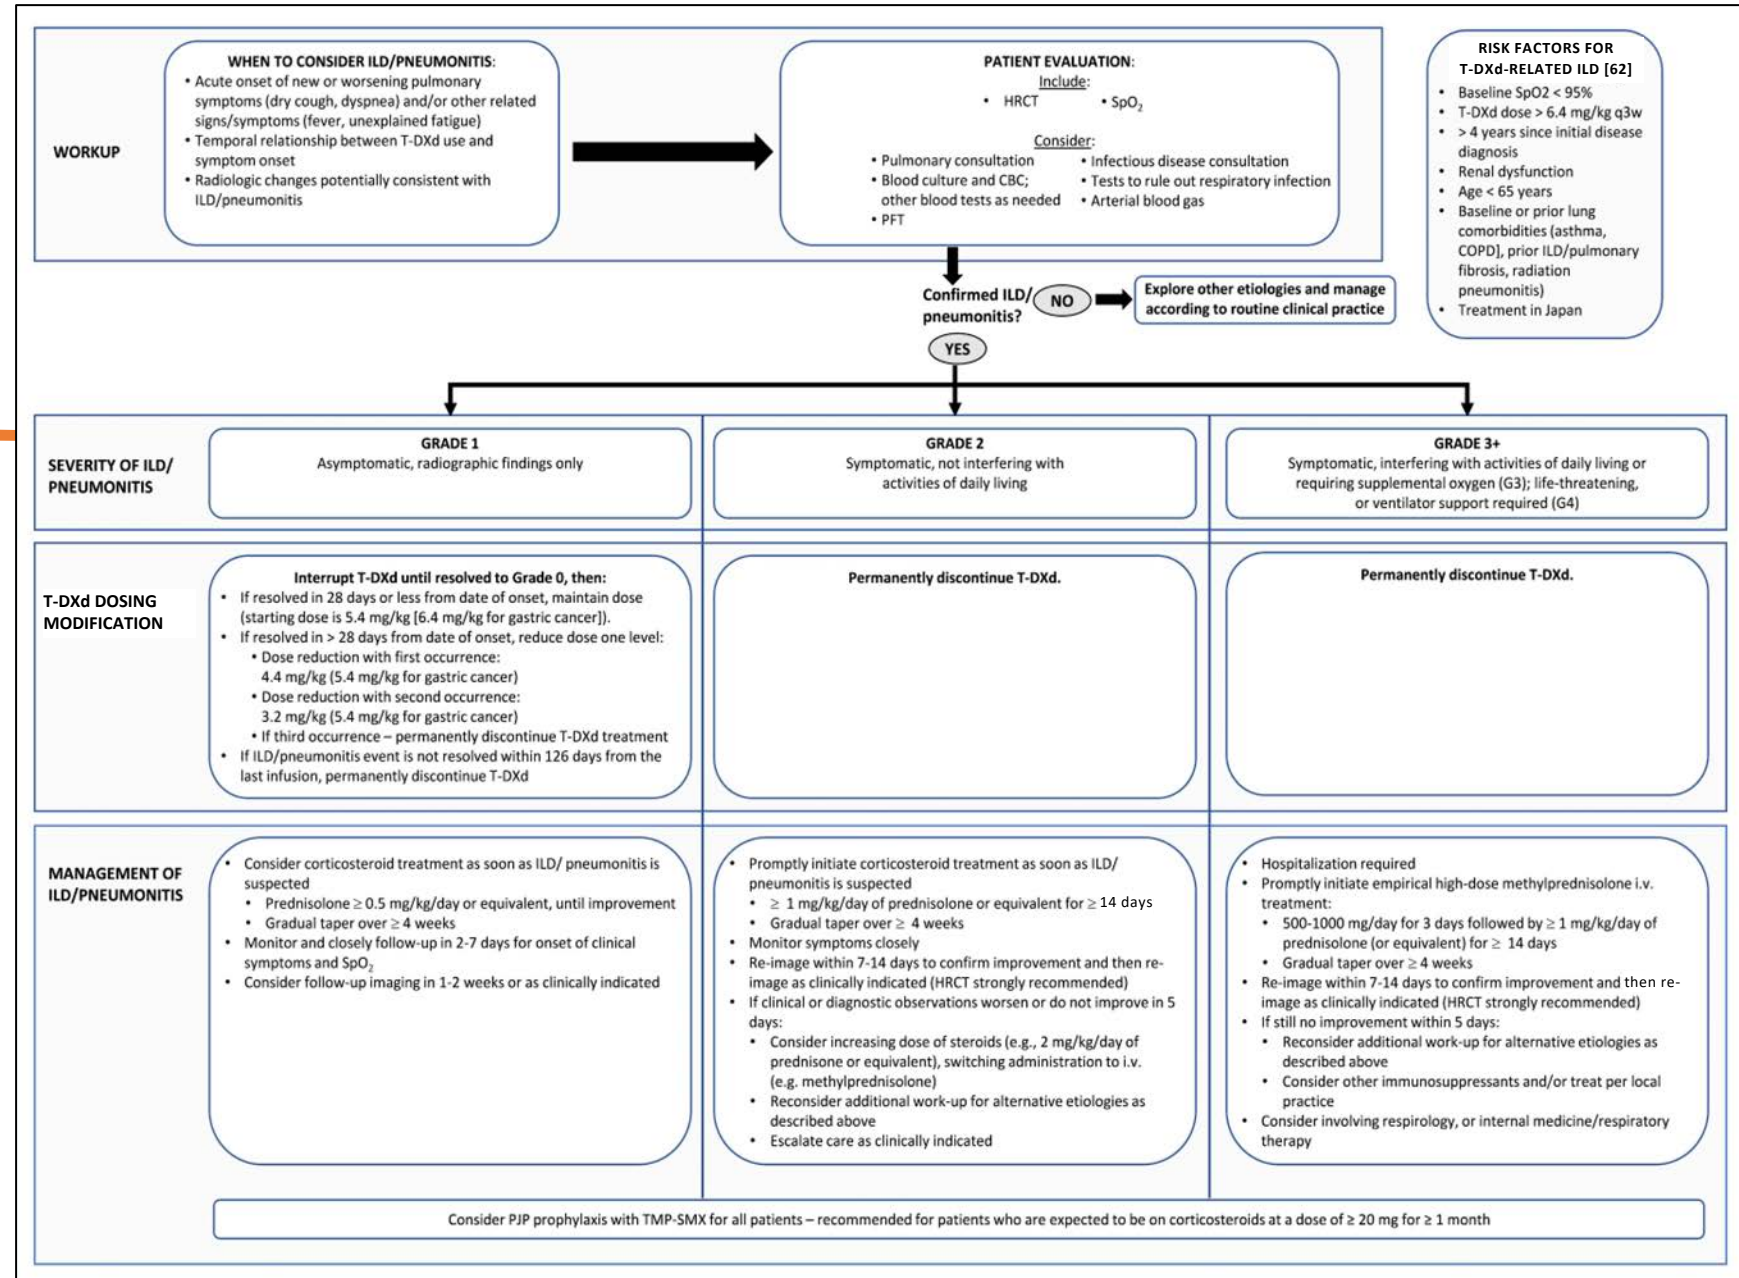 WORKUP
WHEN TO CONSIDER ILD/PNEUMONITIS:
• Acute onset of new or worsening pulmonary
symptoms (dry cough, dyspnea) and/or other related
signs/symptoms (fever, unexplained fatigue)
• Temporal relationship between T-DXd use and
symptom onset
• Radiologic changes potentially consistent with
ILD/pneumonitis
PATIENT EVALUATION:
Include:
• HRCT • SpO2
Consider:
• Pulmonary consultation
• Blood culture and CBC;
other blood tests as needed
• PFT
• Infectious disease consultation
• Tests to rule out respiratory infection
• Arterial blood gas
RISK FACTORS FOR
T-DXd-RELATED ILD [62]
• Baseline SpO2 < 95%
• T-DXd dose > 6.4 mg/kg q3w
• > 4 years since initial disease
diagnosis
• Renal dysfunction
• Age < 65 years
• Baseline or prior lung
comorbidities (asthma,
COPD], prior ILD/pulmonary
fibrosis, radiation
pneumonitis)
• Treatment in Japan
Confirmed ILD/
pneumonitis?
NO
Explore other etiologies and manage
according to routine clinical practice
YES
SEVERITY OF ILD/
PNEUMONITIS
GRADE 1
Asymptomatic, radiographic findings only
GRADE 2
Symptomatic, not interfering with
activities of daily living
GRADE 3+
Symptomatic, interfering with activities of daily living or
requiring supplemental oxygen (G3); life-threatening,
or ventilator support required (G4)
T-DXd DOSING
MODIFICATION
Interrupt T-DXd until resolved to Grade 0, then:
• If resolved in 28 days or less from date of onset, maintain dose
(starting dose is 5.4 mg/kg [6.4 mg/kg for gastric cancer]).
• If resolved in > 28 days from date of onset, reduce dose one level:
• Dose reduction with first occurrence:
4.4 mg/kg (5.4 mg/kg for gastric cancer)
• Dose reduction with second occurrence:
3.2 mg/kg (5.4 mg/kg for gastric cancer)
• If third occurrence – permanently discontinue T-DXd treatment
• If ILD/pneumonitis event is not resolved within 126 days from the
last infusion, permanently discontinue T-DXd
Permanently discontinue T-DXd.
Permanently discontinue T-DXd.
MANAGEMENT OF
ILD/PNEUMONITIS
• Consider corticosteroid treatment as soon as ILD/ pneumonitis is
suspected
• Prednisolone ≥ 0.5 mg/kg/day or equivalent, until improvement
• Gradual taper over ≥ 4 weeks
• Monitor and closely follow-up in 2-7 days for onset of clinical
symptoms and SpO2
• Consider follow-up imaging in 1-2 weeks or as clinically indicated
• Promptly initiate corticosteroid treatment as soon as ILD/
pneumonitis is suspected
• ≥ 1 mg/kg/day of prednisolone or equivalent for ≥ 14 days
• Gradual taper over ≥ 4 weeks
• Monitor symptoms closely
• Re-image within 7-14 days to confirm improvement and then re-
image as clinically indicated (HRCT strongly recommended)
• If clinical or diagnostic observations worsen or do not improve in 5
days:
• Consider increasing dose of steroids (e.g., 2 mg/kg/day of
prednisone or equivalent), switching administration to i.v.
(e.g. methylprednisolone)
• Reconsider additional work-up for alternative etiologies as
described above
• Escalate care as clinically indicated
• Hospitalization required
• Promptly initiate empirical high-dose methylprednisolone i.v.
treatment:
• 500-1000 mg/day for 3 days followed by ≥ 1 mg/kg/day of
prednisolone (or equivalent) for ≥ 14 days
• Gradual taper over ≥ 4 weeks
• Re-image within 7-14 days to confirm improvement and then re-
image as clinically indicated (HRCT strongly recommended)
• If still no improvement within 5 days:
• Reconsider additional work-up for alternative etiologies as
described above
• Consider other immunosuppressants and/or treat per local
practice
• Consider involving respirology, or internal medicine/respiratory
therapy
Consider PJP prophylaxis with TMP-SMX for all patients – recommended for patients who are expected to be on corticosteroids at a dose of ≥ 20 mg for ≥ 1 month